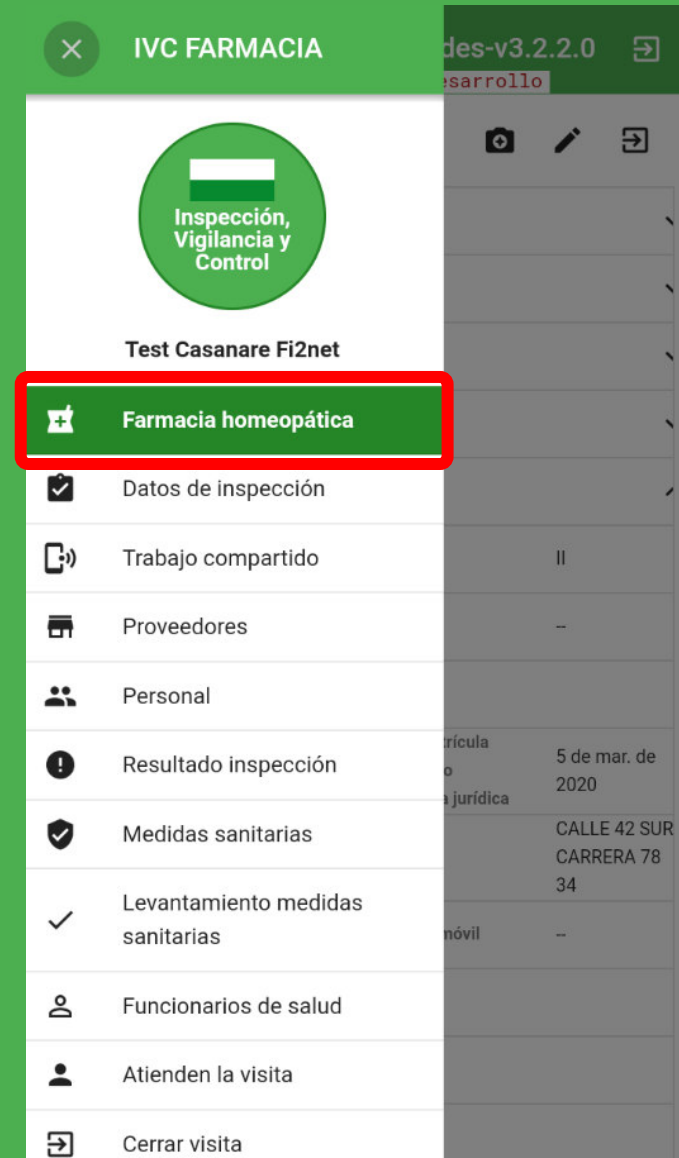 IVC FARMACIA
des-v3.2.2.0
esarrollo
Inspección,
Vigilancia y
Control
Test Casanare Fi2net
Farmacia homeopática
Datos de inspección
Trabajo compartido
II
Proveedores
--
Personal
Resultado inspección
trícula
o
a jurídica
5 de mar. de
2020
Medidas sanitarias
CALLE 42 SUR
CARRERA 78
34
Levantamiento medidas
sanitarias
móvil
--
Funcionarios de salud
Atienden la visita
Cerrar visita